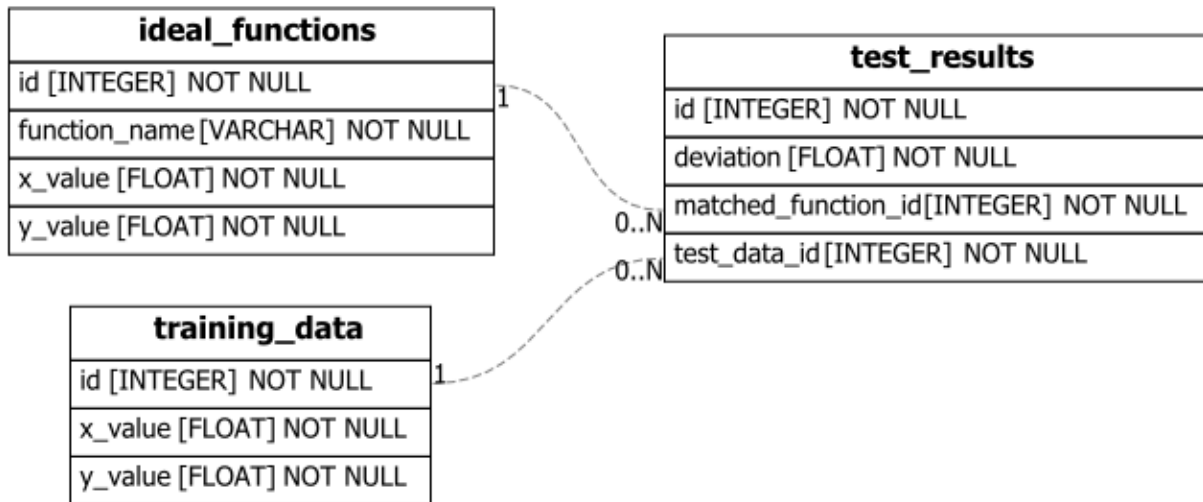 ideal_functions
id [INTEGER] NOT NULL
function_name [VARCHAR] NOT NULL
x_value [FLOAT] NOT NULL
y_value [FLOAT] NOT NULL
1
test_results
id [INTEGER] NOT NULL
deviation [FLOAT] NOT NULL
matched_function_id [INTEGER] NOT NULL
test_data_id [INTEGER] NOT NULL
0..N
0..N
training_data
id [INTEGER] NOT NULL
x_value [FLOAT] NOT NULL
y_value [FLOAT] NOT NULL
1